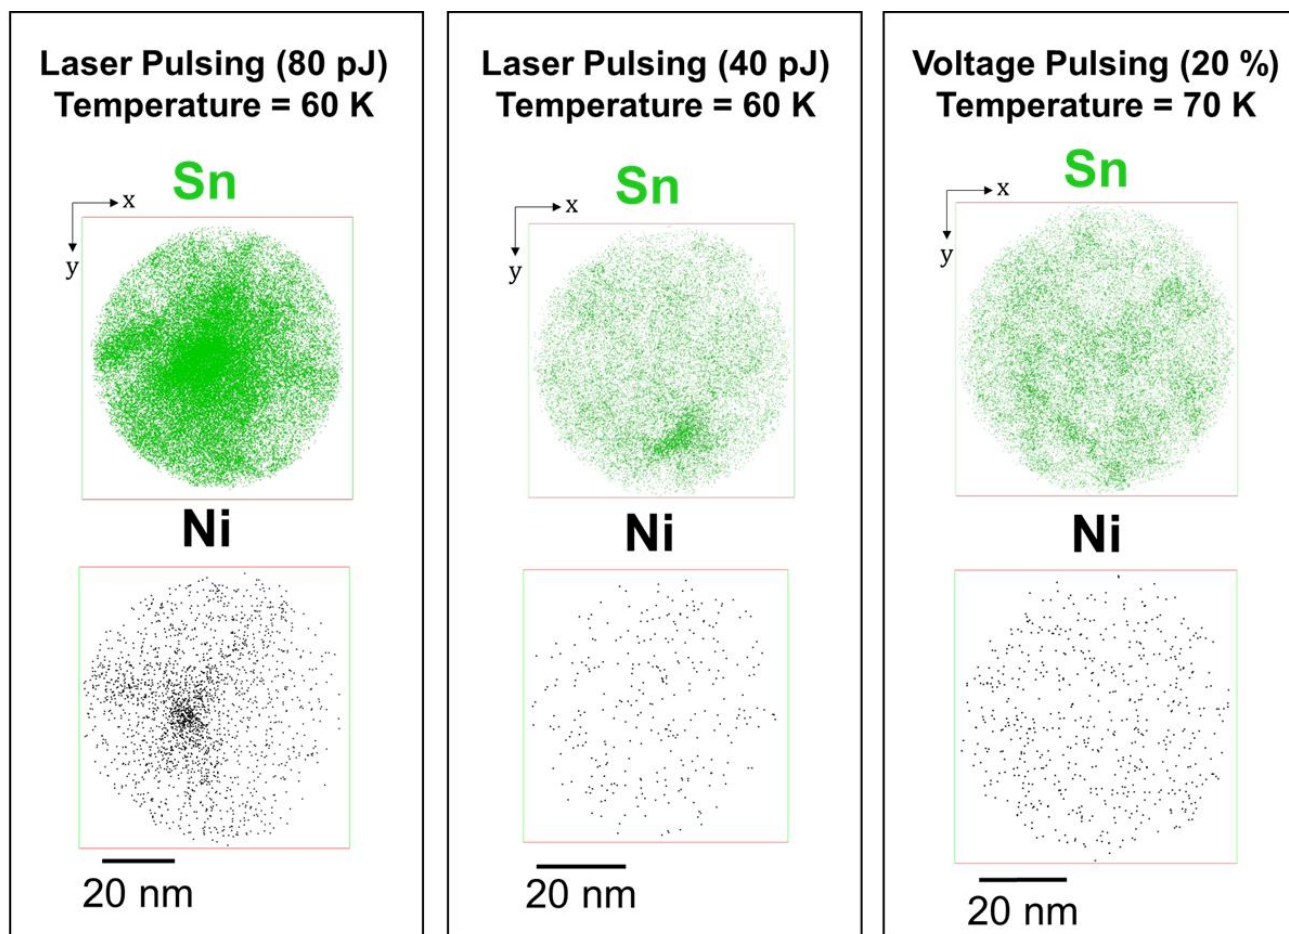 Laser Pulsing (80 pJ)
Temperature = 60 K
Sn
x
y
Ni
20 nm
Laser Pulsing (40 pJ)
Temperature = 60 K
Sn
x
y
Ni
20 nm
Voltage Pulsing (20 %)
Temperature = 70 K
Sn
x
y
Ni
20 nm